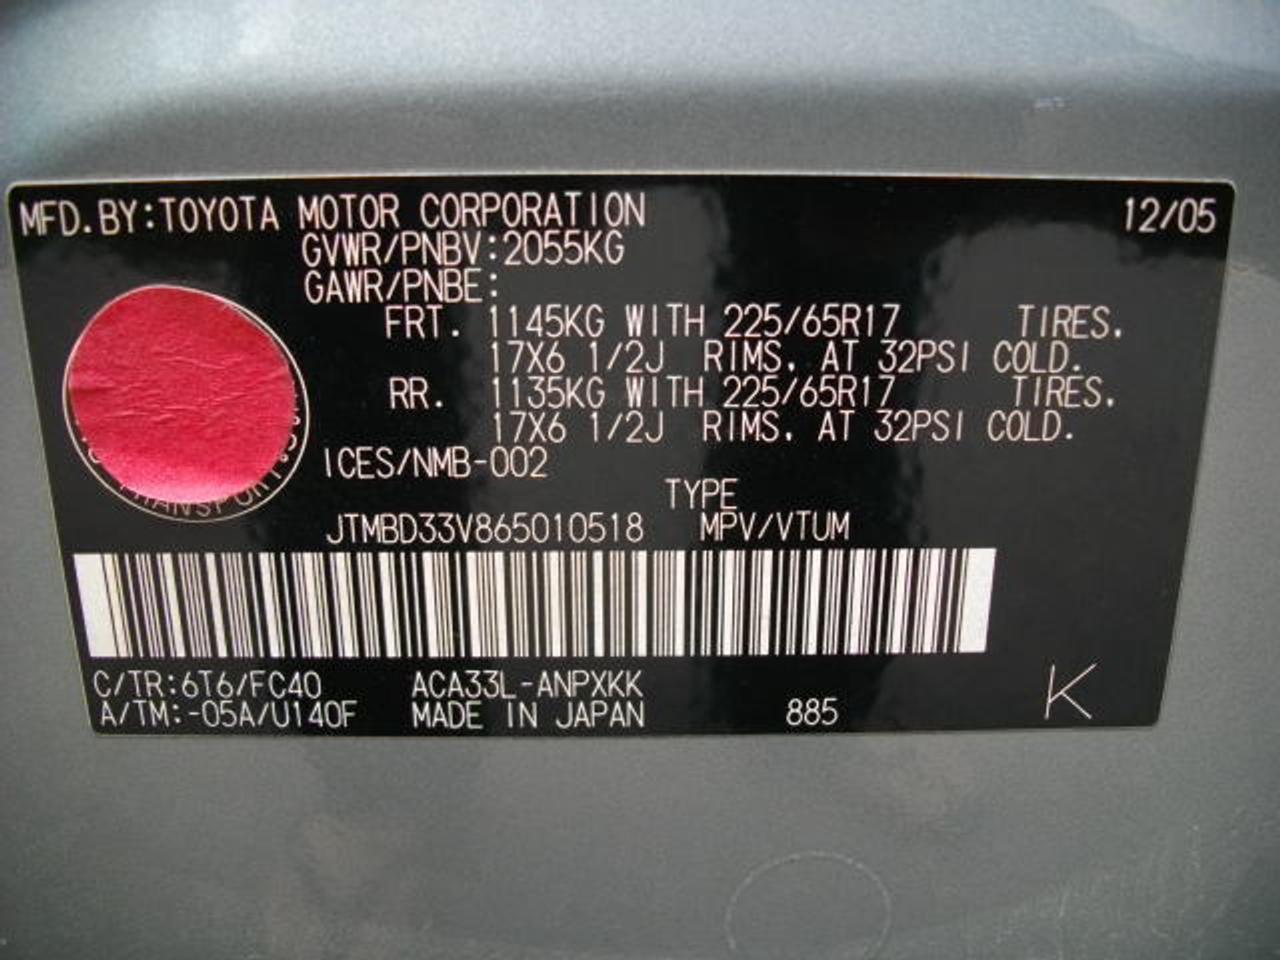 MFD.BY:TOYOTA MOTOR CORPORATION 12/05
GVWR/PNBV:2055KG
GAWR/PNBE:
FRT. 1145KG WITH 225/65R17 TIRES.
17X6 1/2J RIMS. AT 32PSI COLD.
RR. 1135KG WITH 225/65R17 TIRES.
17X6 1/2J RIMS. AT 32PSI COLD.
ICES/NMB-002
TYPE
JTMBD33V865010518 MPV/VTUM
C/TR:6T6/FC40 ACA33L-ANPXKK
A/TM:-05A/U140F MADE IN JAPAN 885 K